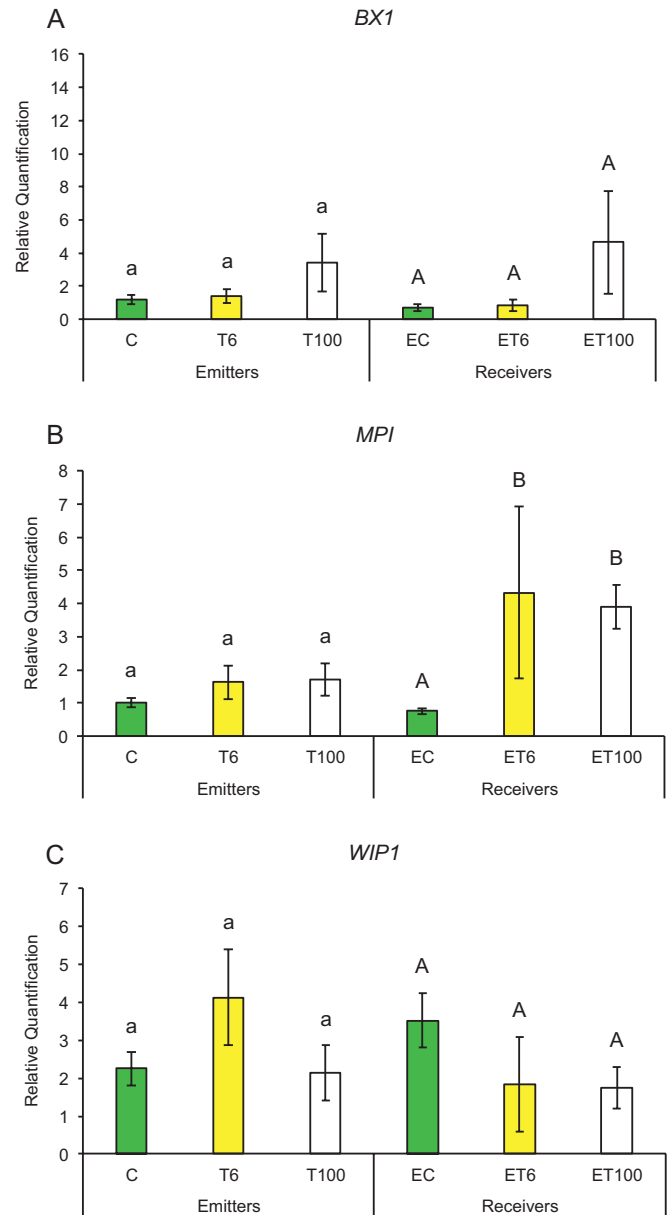 A
BX1
Relative Quantification
16
14
12
10
8
6
4
2
0
a
a
a
A
A
A
C T6 T100 EC ET6 ET100
Emitters Receivers
B
MPI
Relative Quantification
8
7
6
5
4
3
2
1
0
a
a
a
A
B
B
C T6 T100 EC ET6 ET100
Emitters Receivers
C
WIP1
Relative Quantification
7
6
5
4
3
2
1
0
a
a
a
A
A
A
C T6 T100 EC ET6 ET100
Emitters Receivers